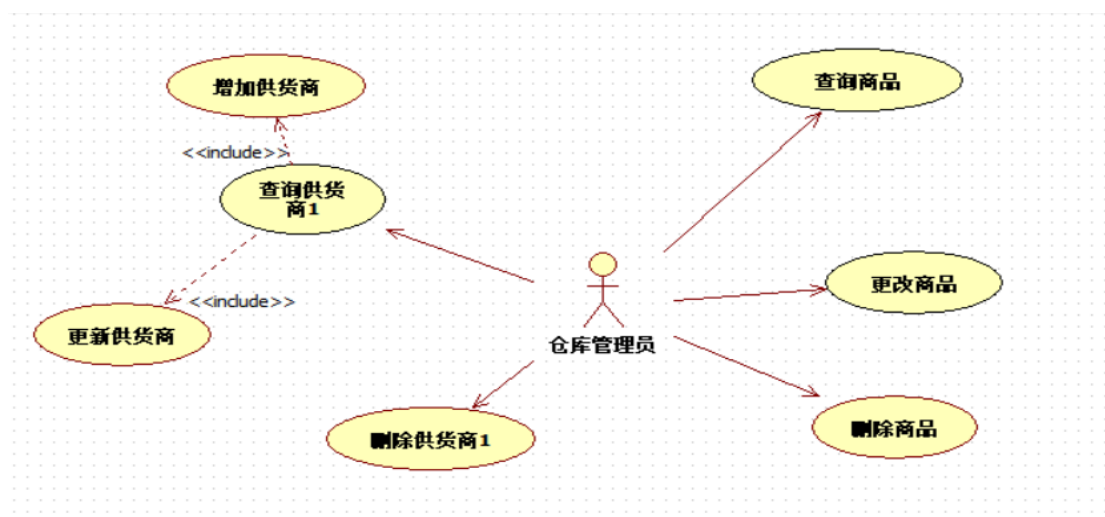 增加供货商
查询商品
<<include>>
查询供货
商1
更改商品
<<include>>
更新供货商
仓库管理员
删除供货商1
删除商品